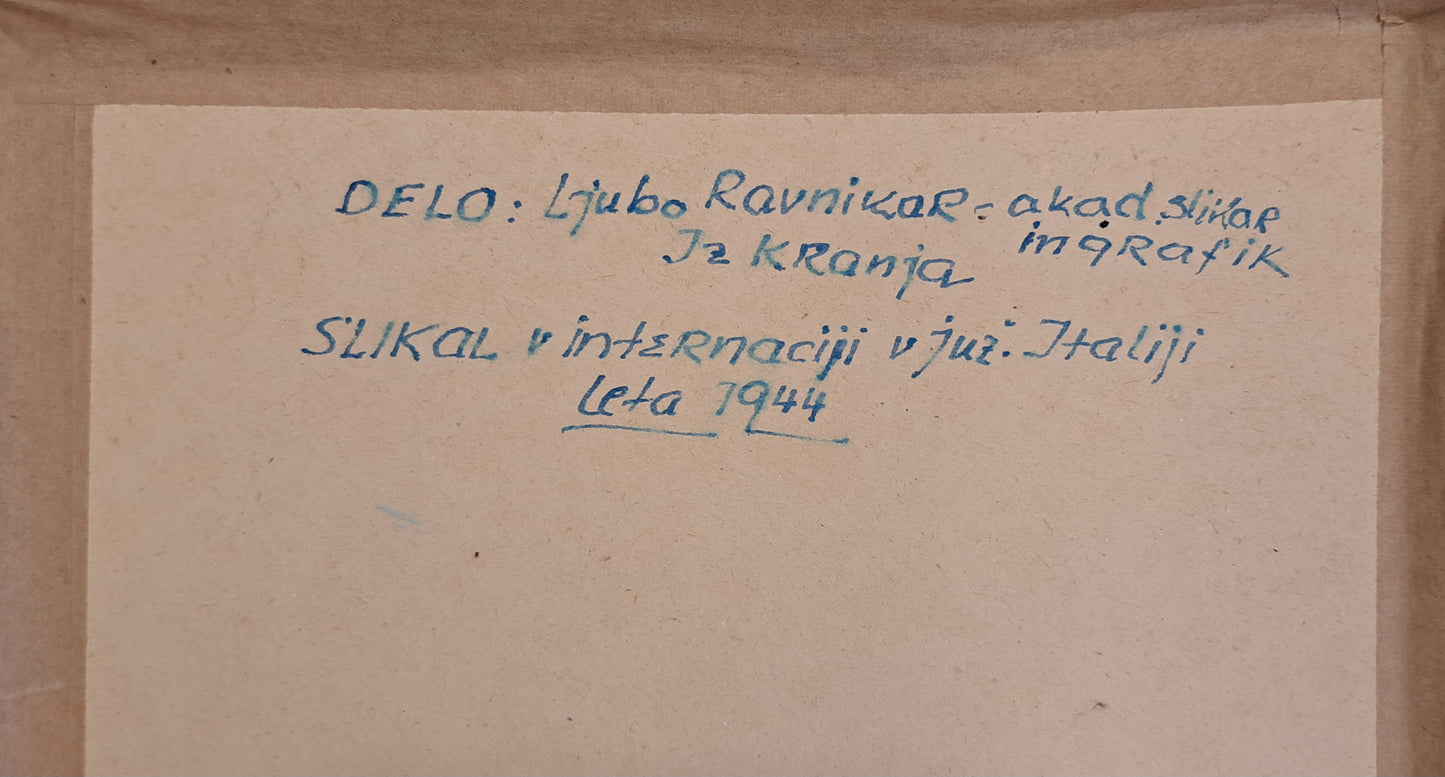 DELO: Ljubo Ravnikar - akad. slikar
in grafik
Iz Kranja
SLIKAL v internaciji v juž. Italiji
leta 1944